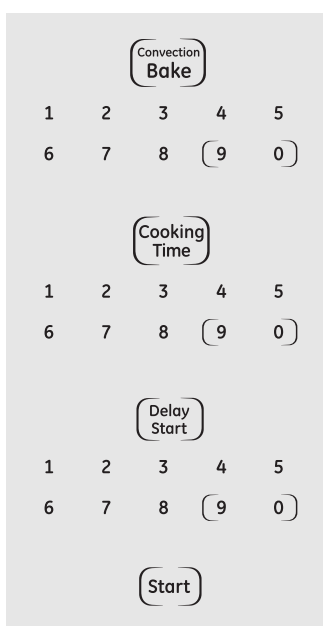 Convection
Bake
1 2 3 4 5
6 7 8 9 0
Cooking
Time
1 2 3 4 5
6 7 8 9 0
Delay
Start
1 2 3 4 5
6 7 8 9 0
Start